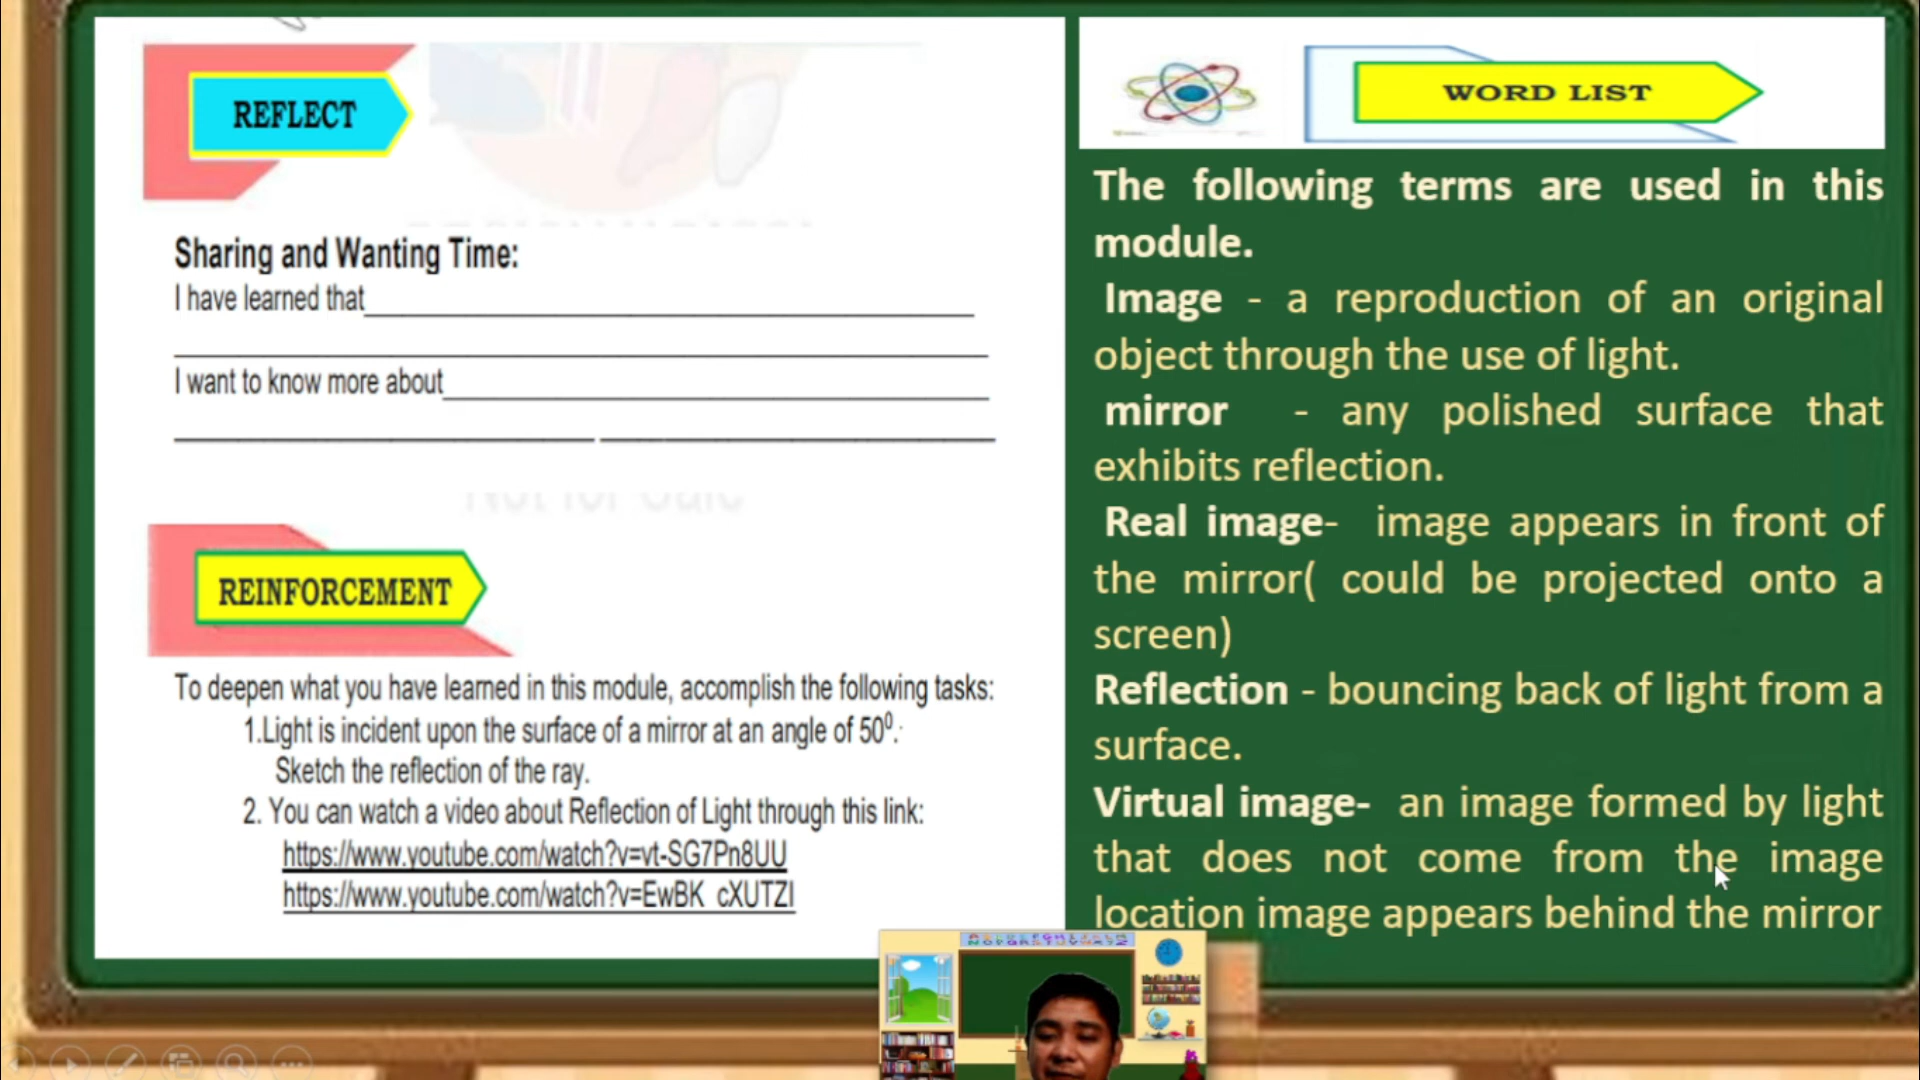 REFLECT
Sharing and Wanting Time:
I have learned that
I want to know more about
Not for Sale
REINFORCEMENT
To deepen what you have learned in this module, accomplish the following tasks:
1.Light is incident upon the surface of a mirror at an angle of 50⁰.
Sketch the reflection of the ray.
2. You can watch a video about Reflection of Light through this link:
https://www.youtube.com/watch?v=vt-SG7Pn8UU
https://www.youtube.com/watch?v=EwBK_cXUTZI
WORD LIST
The following terms are used in this
module.
Image - a reproduction of an original
object through the use of light.
mirror - any polished surface that
exhibits reflection.
Real image- image appears in front of
the mirror( could be projected onto a
screen)
Reflection - bouncing back of light from a
surface.
Virtual image- an image formed by light
that does not come from the image
location image appears behind the mirror